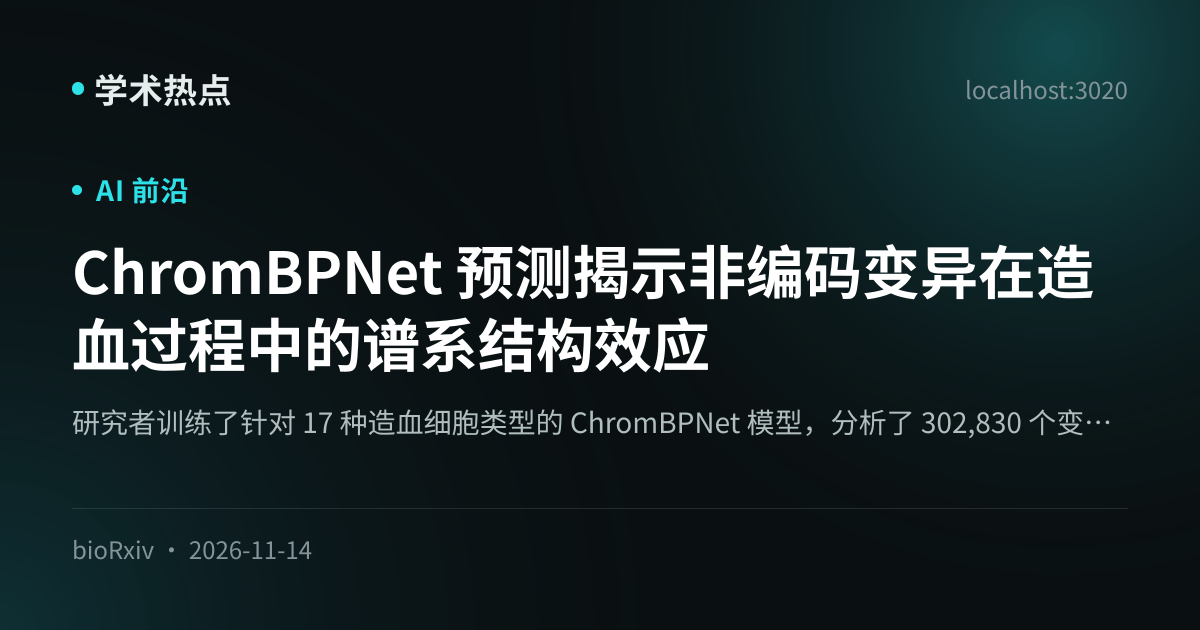 学术热点
localhost:3020
AI 前沿
ChromBPNet 预测揭示非编码变异在造
血过程中的谱系结构效应
研究者训练了针对 17 种造血细胞类型的 ChromBPNet 模型，分析了 302,830 个变…
bioRxiv · 2026-11-14